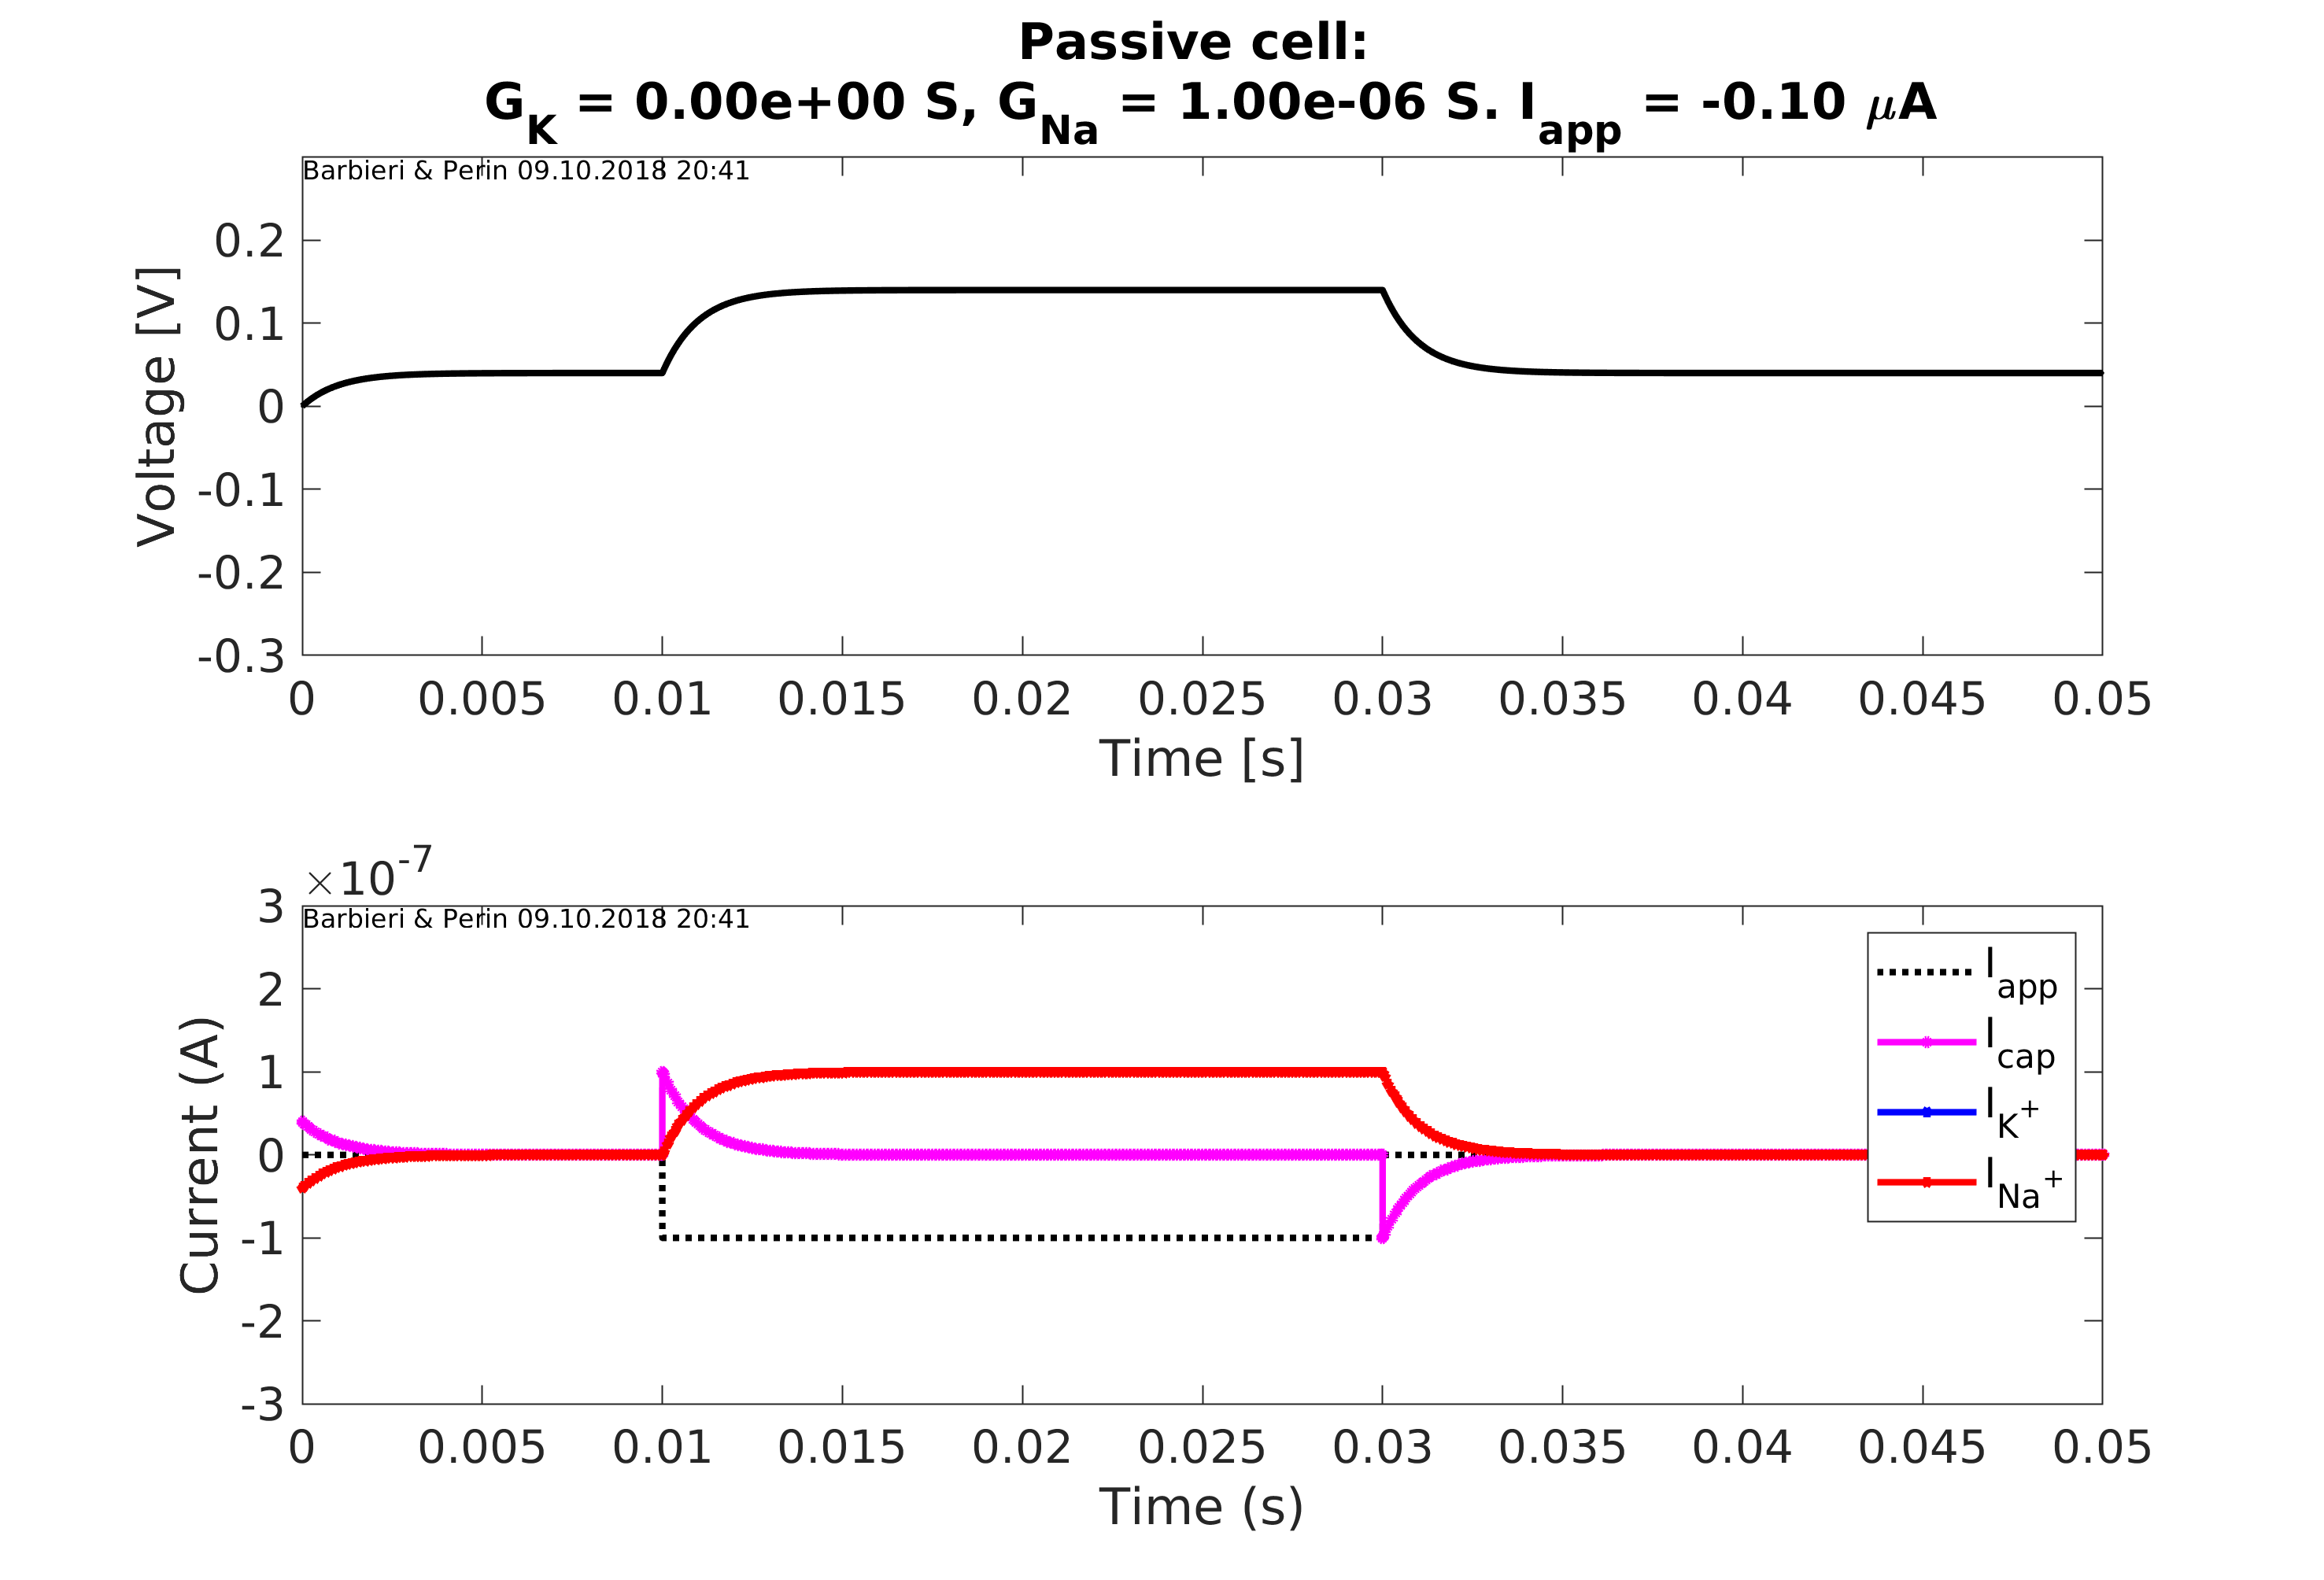 Passive cell:
G_K = 0.00e+00 S, G_Na = 1.00e-06 S. I_app = -0.10 μA
Barbieri & Perin 09.10.2018 20:41
Voltage [V]
0.2
0.1
0
-0.1
-0.2
-0.3
0 0.005 0.01 0.015 0.02 0.025 0.03 0.035 0.04 0.045 0.05
Time [s]
×10^-7
Barbieri & Perin 09.10.2018 20:41
Current (A)
3
2
1
0
-1
-2
-3
I_app
I_cap
I_K^+
I_Na^+
0 0.005 0.01 0.015 0.02 0.025 0.03 0.035 0.04 0.045 0.05
Time (s)